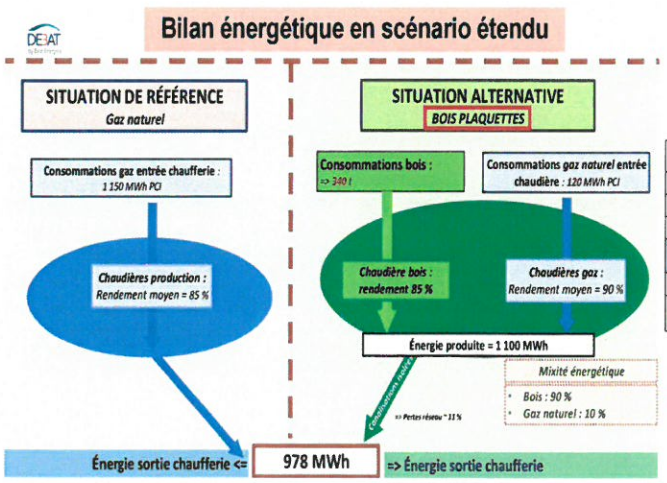 DEBAT
Bilan énergétique en scénario étendu
SITUATION DE RÉFÉRENCE
Gaz naturel
Consommations gaz entrée chaufferie :
1 150 MWh PCI
Chaudières production :
Rendement moyen = 85 %
SITUATION ALTERNATIVE
BOIS PLAQUETTES
Consommations bois :
=> 340 t
Consommations gaz naturel entrée
chaudière : 120 MWh PCI
Chaudière bois :
rendement 85 %
Chaudières gaz :
Rendement moyen = 90 %
Énergie produite = 1 100 MWh
=> Pertes réseau ~ 11 %
Mixité énergétique
• Bois : 90 %
• Gaz naturel : 10 %
Énergie sortie chaufferie <=
978 MWh
=> Énergie sortie chaufferie